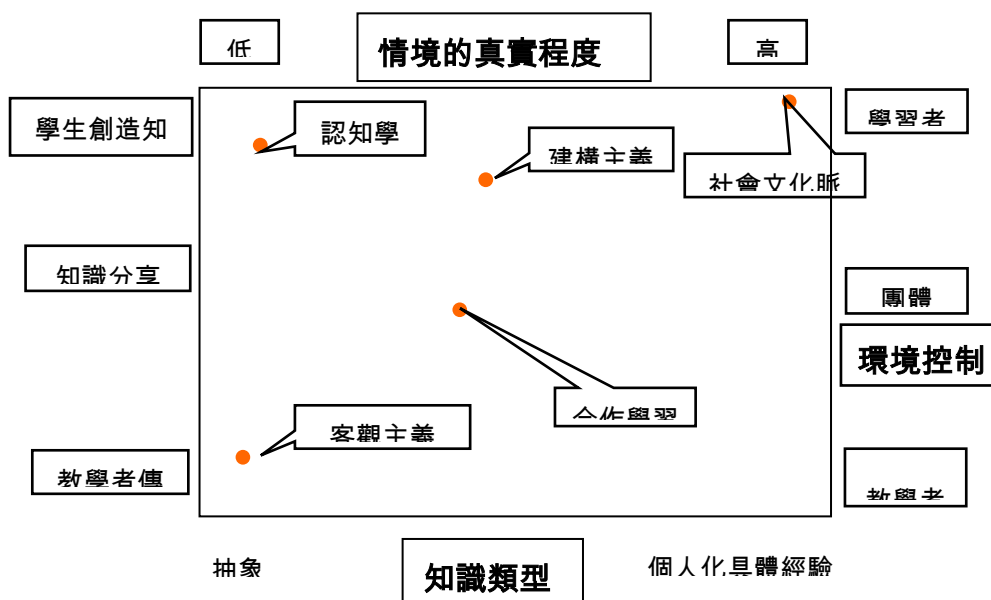 低
情境的真實程度
高
學生創造知
認知學
建構主義
學習者
社會文化脈
知識分享
團體
環境控制
合作學習
客觀主義
教學者傳
教學者
抽象
知識類型
個人化具體經驗